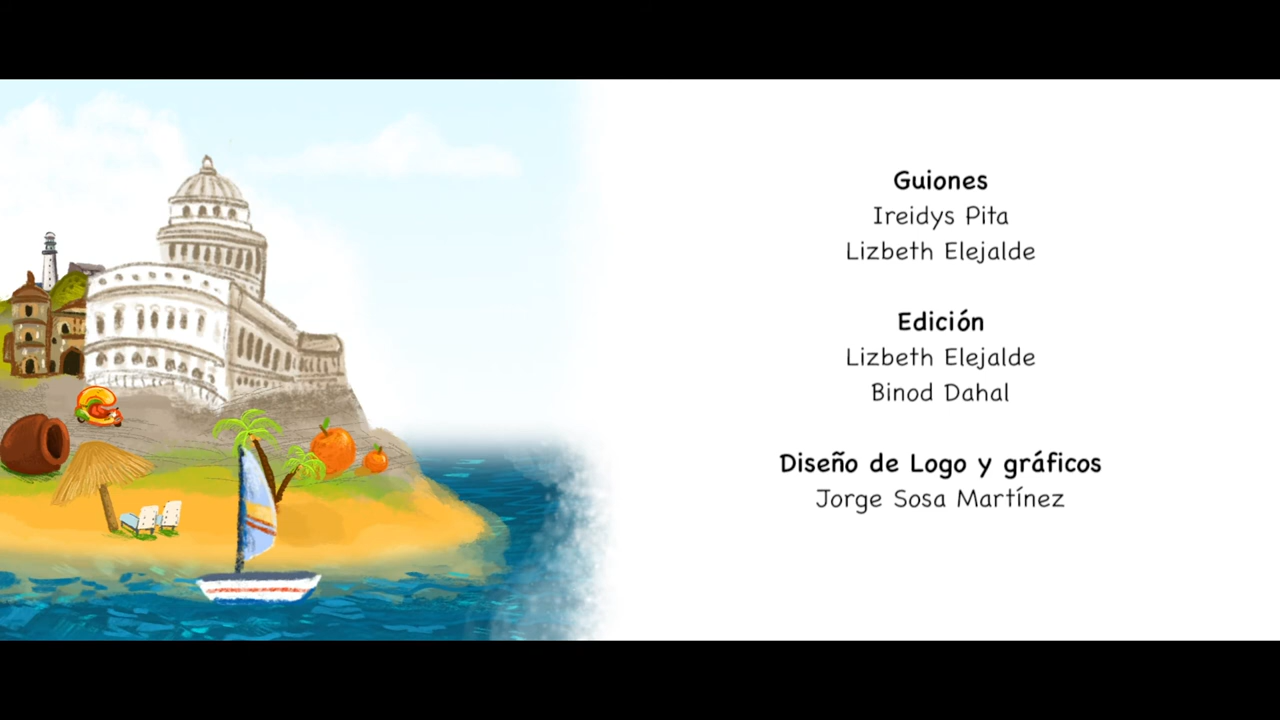 Guiones
Ireidys Pita
Lizbeth Elejalde
Edición
Lizbeth Elejalde
Binod Dahal
Diseño de Logo y gráficos
Jorge Sosa Martínez